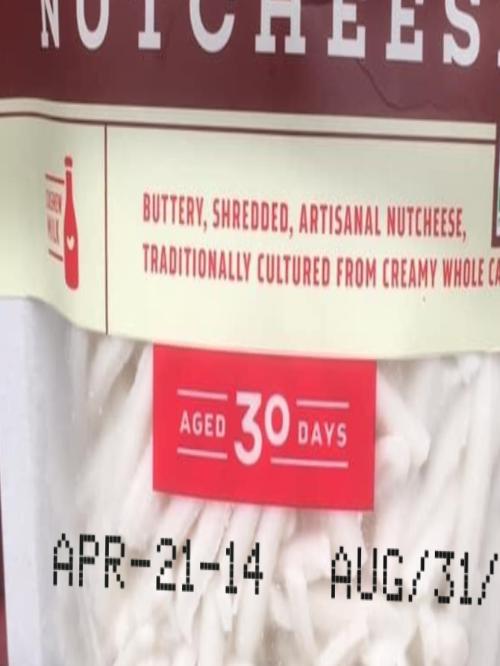 NUTCHEES
CASHEW
MILK
BUTTERY, SHREDDED, ARTISANAL NUTCHEESE,
TRADITIONALLY CULTURED FROM CREAMY WHOLE CA
AGED 30 DAYS
APR-21-14 AUG/31/